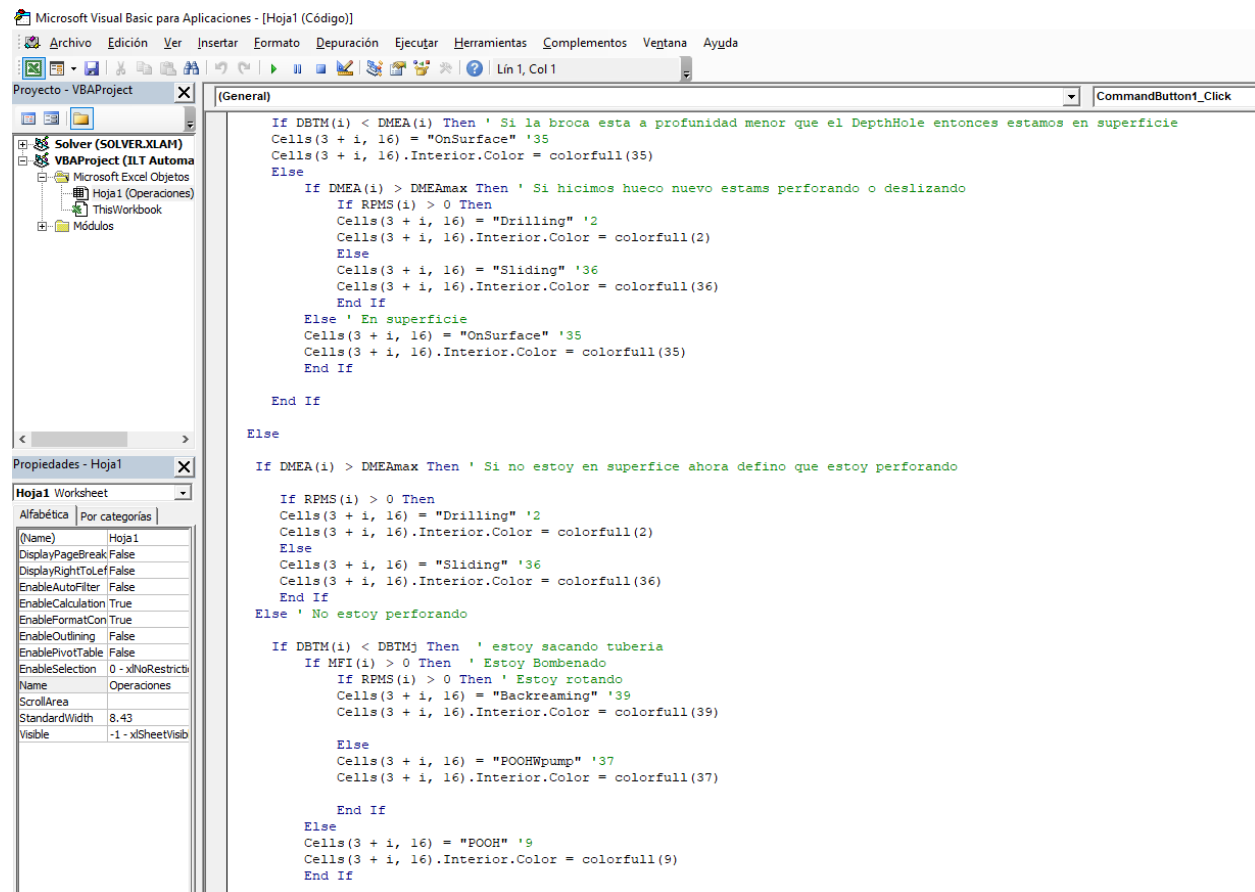 Microsoft Visual Basic para Aplicaciones - [Hoja1 (Código)]
Archivo Edición Ver Insertar Formato Depuración Ejecutar Herramientas Complementos Ventana Ayuda
Lín 1, Col 1
Proyecto - VBAProject
Solver (SOLVER.XLAM)
VBAProject (ILT Automa
Microsoft Excel Objetos
Hoja1 (Operaciones)
ThisWorkbook
Módulos
Propiedades - Hoja1
Hoja1 Worksheet
Alfabética Por categorías
(Name) Hoja1
DisplayPageBreak False
DisplayRightToLef False
EnableAutoFilter False
EnableCalculation True
EnableFormatCon True
EnableOutlining False
EnablePivotTable False
EnableSelection 0 - xlNoRestricti
Name Operaciones
ScrollArea
StandardWidth 8.43
Visible -1 - xlSheetVisib
(General) CommandButton1_Click
If DBTM(i) < DMEA(i) Then ' Si la broca esta a profunidad menor que el DepthHole entonces estamos en superficie
Cells(3 + i, 16) = "OnSurface" '35
Cells(3 + i, 16).Interior.Color = colorfull(35)
Else
If DMEA(i) > DMEAmax Then ' Si hicimos hueco nuevo estams perforando o deslizando
If RPMS(i) > 0 Then
Cells(3 + i, 16) = "Drilling" '2
Cells(3 + i, 16).Interior.Color = colorfull(2)
Else
Cells(3 + i, 16) = "Sliding" '36
Cells(3 + i, 16).Interior.Color = colorfull(36)
End If
Else ' En superficie
Cells(3 + i, 16) = "OnSurface" '35
Cells(3 + i, 16).Interior.Color = colorfull(35)
End If
End If
Else
If DMEA(i) > DMEAmax Then ' Si no estoy en superfice ahora defino que estoy perforando
If RPMS(i) > 0 Then
Cells(3 + i, 16) = "Drilling" '2
Cells(3 + i, 16).Interior.Color = colorfull(2)
Else
Cells(3 + i, 16) = "Sliding" '36
Cells(3 + i, 16).Interior.Color = colorfull(36)
End If
Else ' No estoy perforando
If DBTM(i) < DBTMj Then ' estoy sacando tuberia
If MFI(i) > 0 Then ' Estoy Bombenado
If RPMS(i) > 0 Then ' Estoy rotando
Cells(3 + i, 16) = "Backreaming" '39
Cells(3 + i, 16).Interior.Color = colorfull(39)
Else
Cells(3 + i, 16) = "POOHWpump" '37
Cells(3 + i, 16).Interior.Color = colorfull(37)
End If
Else
Cells(3 + i, 16) = "POOH" '9
Cells(3 + i, 16).Interior.Color = colorfull(9)
End If